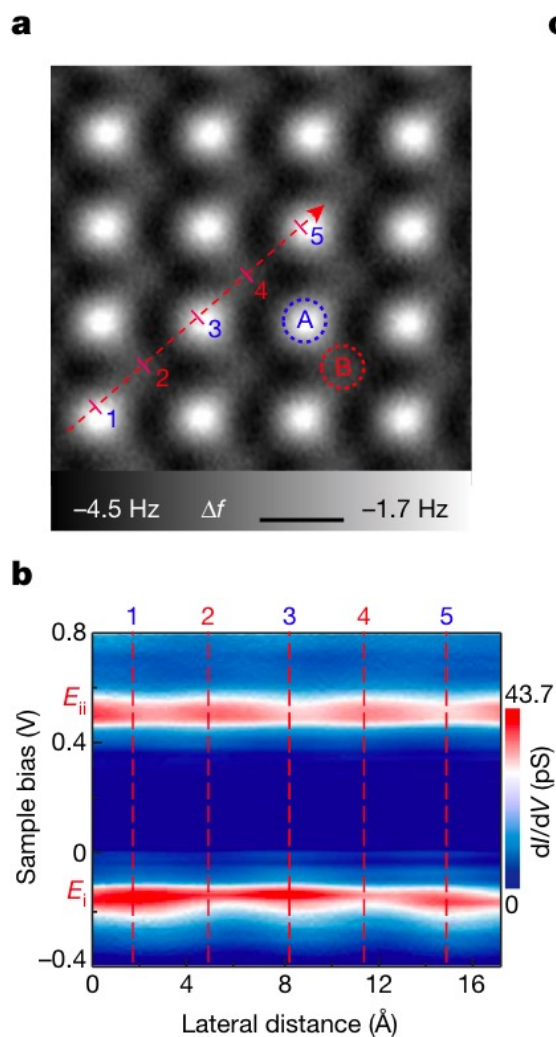 a
c
5
4
3
A
2
B
1
−4.5 Hz Δf −1.7 Hz
b
1 2 3 4 5
0.8
Eii
0.4
0
Ei
−0.4
Sample bias (V)
43.7
dI/dV (pS)
0
0 4 8 12 16
Lateral distance (Å)